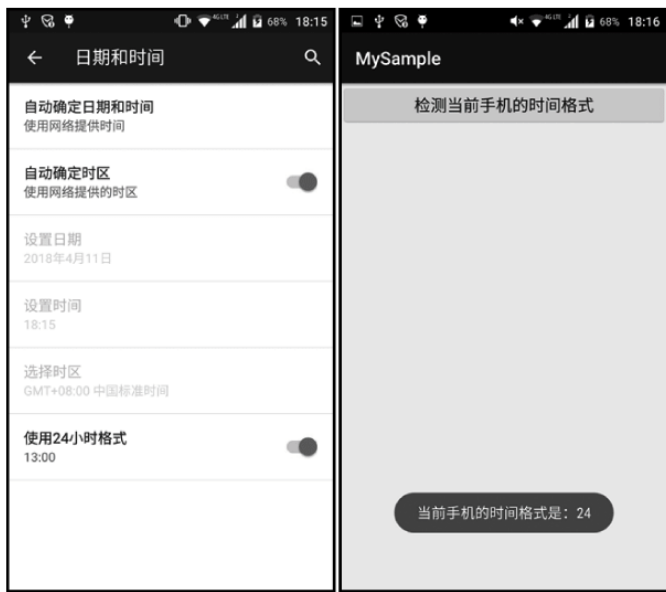 68% 18:15
日期和时间
自动确定日期和时间
使用网络提供时间
自动确定时区
使用网络提供的时区
设置日期
2018年4月11日
设置时间
18:15
选择时区
GMT+08:00 中国标准时间
使用24小时格式
13:00
4G LTE 68% 18:16
MySample
检测当前手机的时间格式
当前手机的时间格式是：24